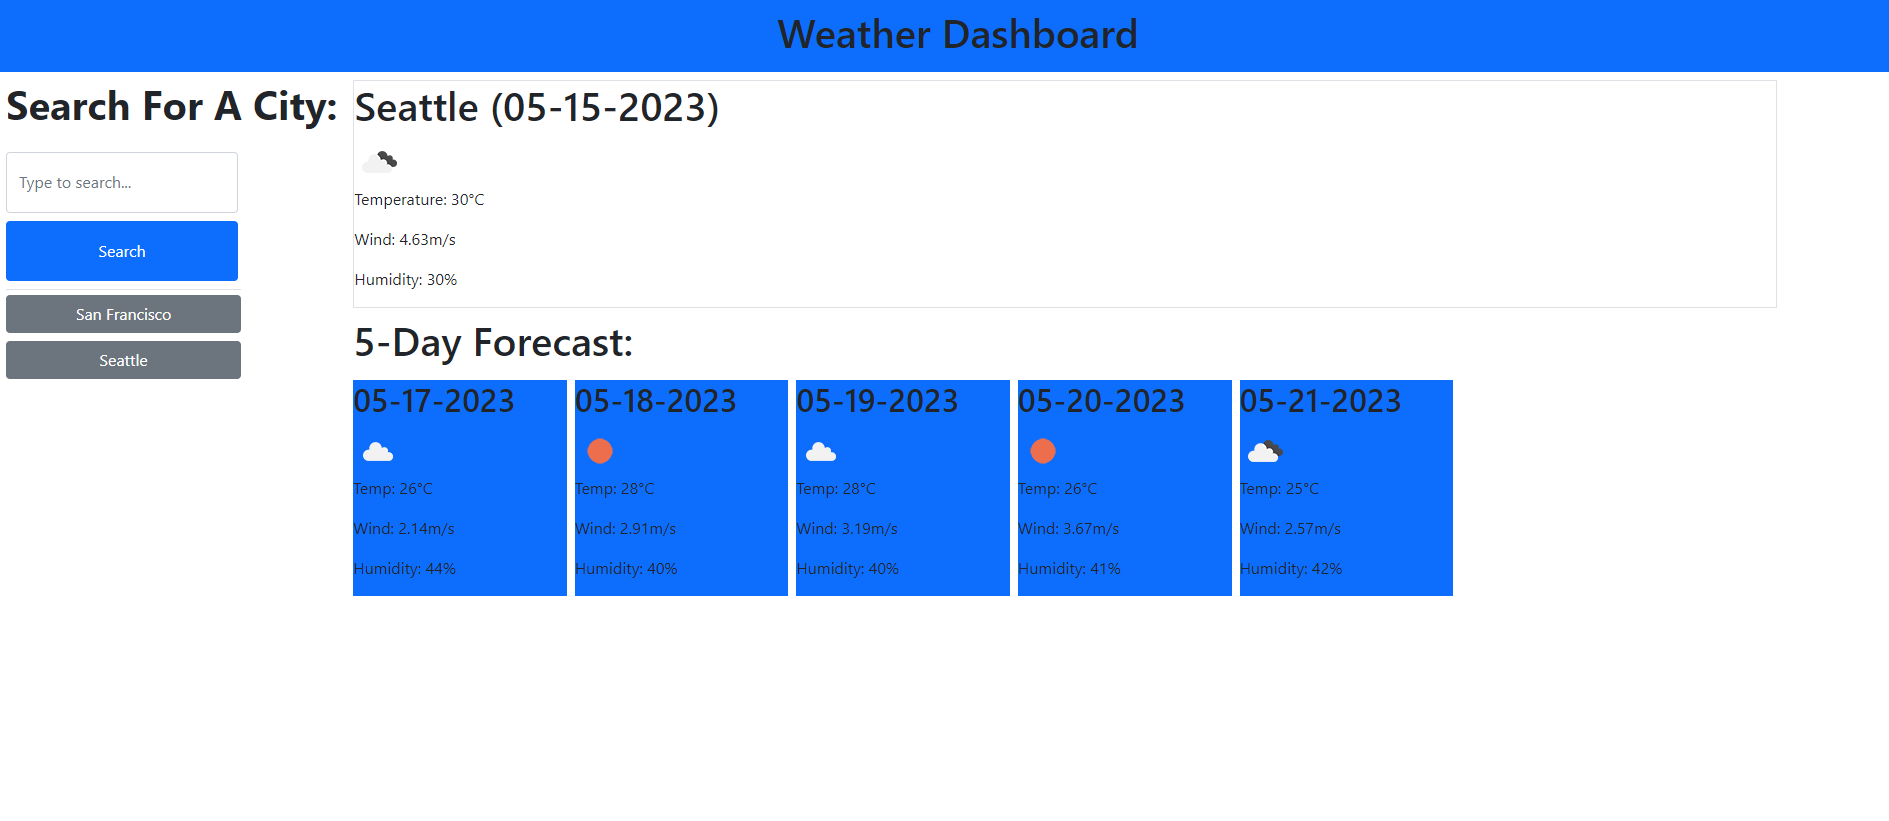 Weather Dashboard
Search For A City:
Type to search...
Search
San Francisco
Seattle
Seattle (05-15-2023)
Temperature: 30°C
Wind: 4.63m/s
Humidity: 30%
5-Day Forecast:
05-17-2023
Temp: 26°C
Wind: 2.14m/s
Humidity: 44%
05-18-2023
Temp: 28°C
Wind: 2.91m/s
Humidity: 40%
05-19-2023
Temp: 28°C
Wind: 3.19m/s
Humidity: 40%
05-20-2023
Temp: 26°C
Wind: 3.67m/s
Humidity: 41%
05-21-2023
Temp: 25°C
Wind: 2.57m/s
Humidity: 42%